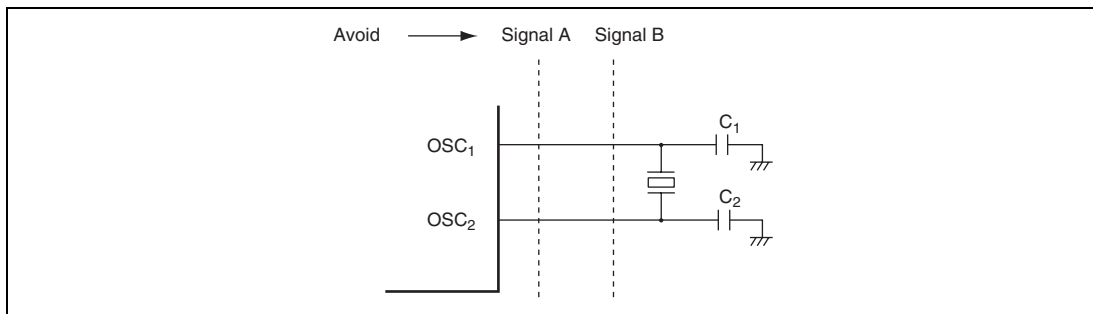 Avoid Signal A Signal B
OSC₁
C₁
OSC₂
C₂